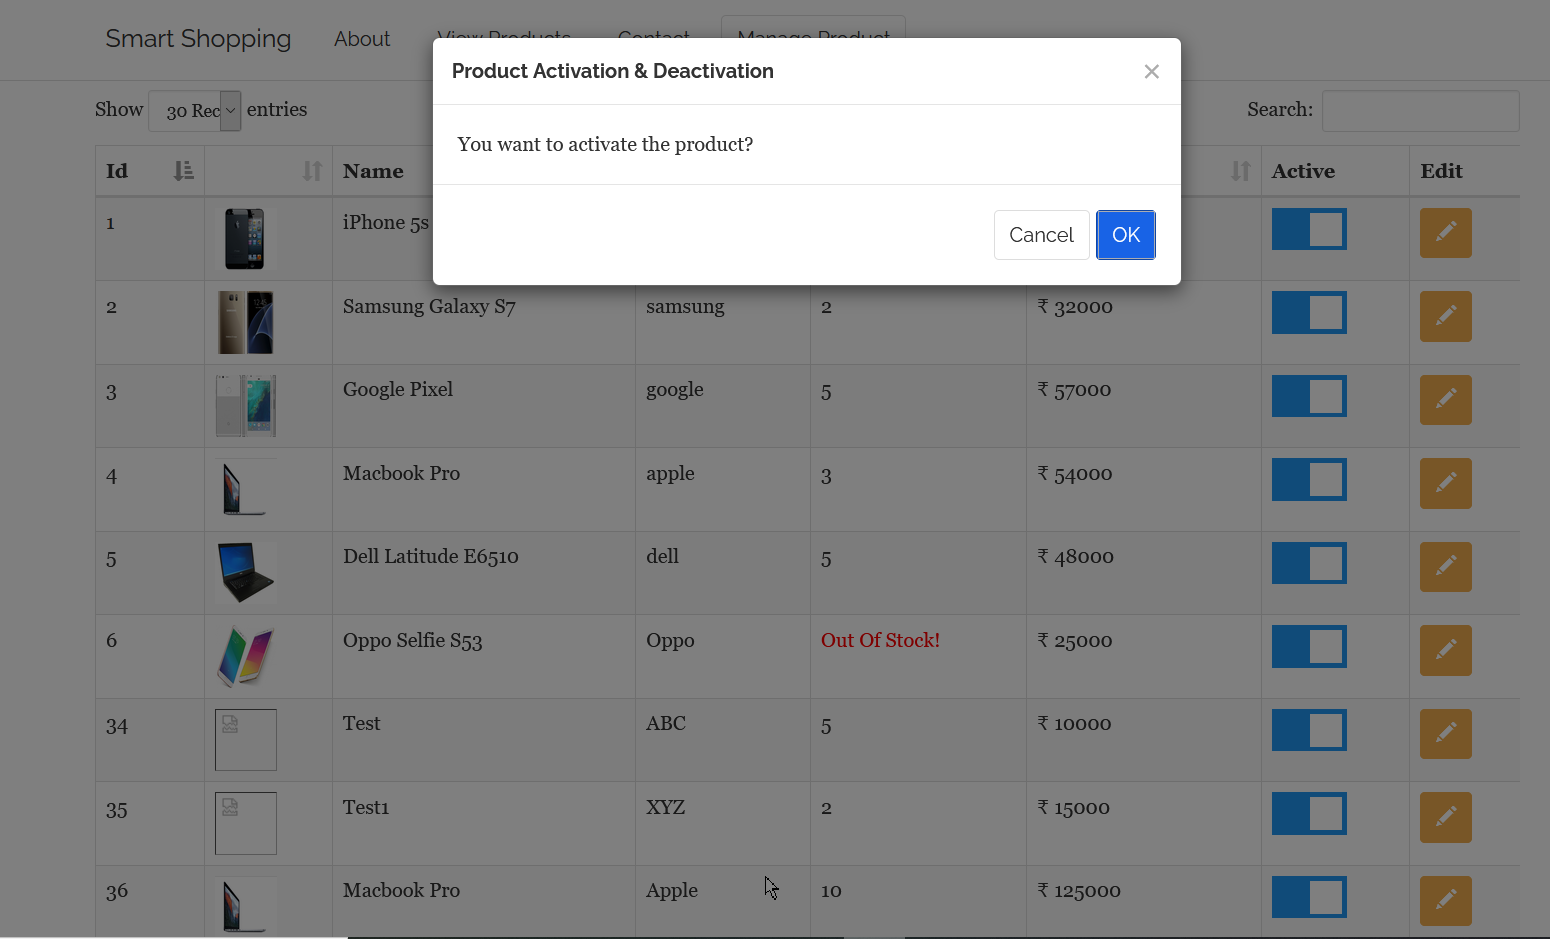 Smart Shopping About View Products Contact Manage Product
Product Activation & Deactivation ×
Show 30 Rec entries Search:
You want to activate the product?
Cancel OK
Id Name Active Edit
1 iPhone 5s
2 Samsung Galaxy S7 samsung 2 ₹ 32000
3 Google Pixel google 5 ₹ 57000
4 Macbook Pro apple 3 ₹ 54000
5 Dell Latitude E6510 dell 5 ₹ 48000
6 Oppo Selfie S53 Oppo Out Of Stock! ₹ 25000
34 Test ABC 5 ₹ 10000
35 Test1 XYZ 2 ₹ 15000
36 Macbook Pro Apple 10 ₹ 125000